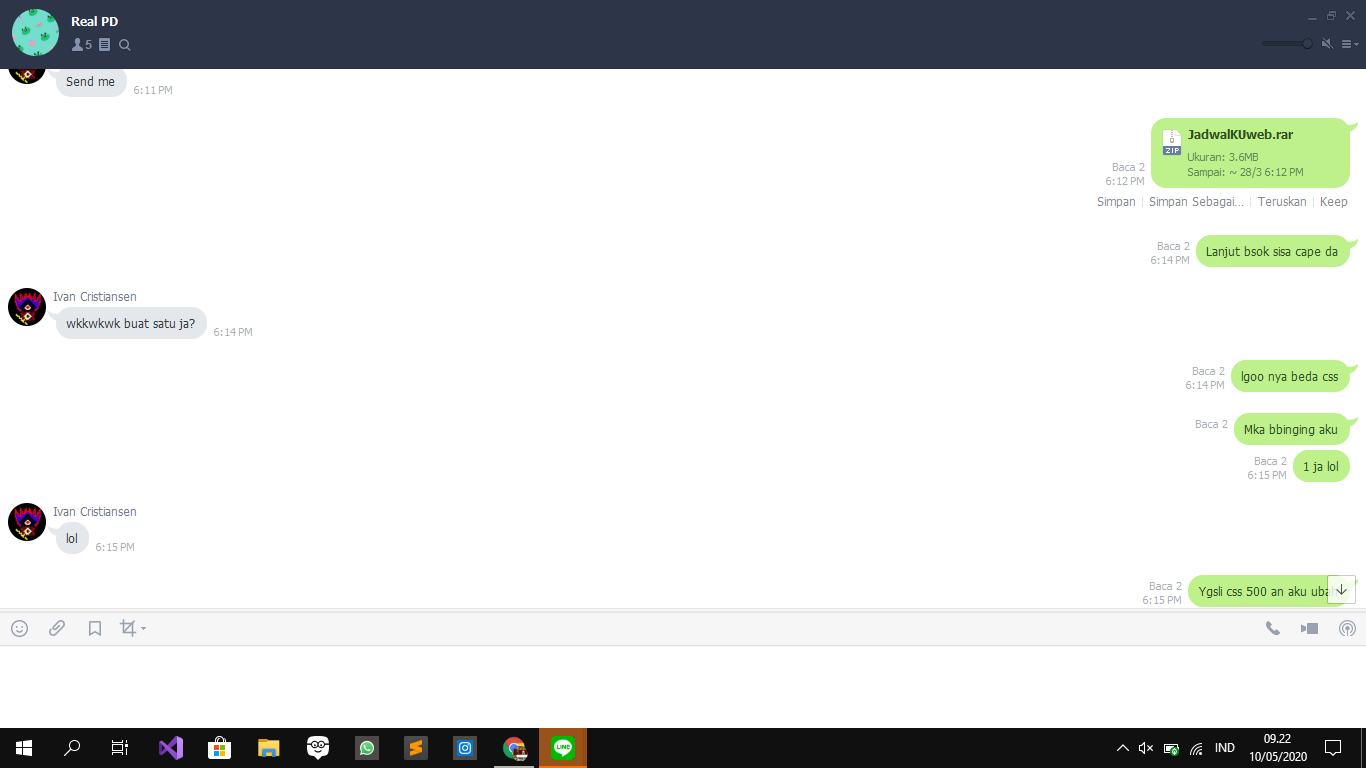 Real PD
5
Send me
6:11 PM
JadwalKUweb.rar
ZIP
Ukuran: 3.6MB
Sampai: ~ 28/3 6:12 PM
Baca 2
6:12 PM
Simpan | Simpan Sebagai... | Teruskan | Keep
Baca 2
6:14 PM
Lanjut bsok sisa cape da
Ivan Cristiansen
wkkwkwk buat satu ja?
6:14 PM
Baca 2
6:14 PM
lgoo nya beda css
Baca 2
Mka bbinging aku
Baca 2
6:15 PM
1 ja lol
Ivan Cristiansen
lol
6:15 PM
Baca 2
6:15 PM
Ygsli css 500 an aku
LINE
IND
09.22
10/05/2020